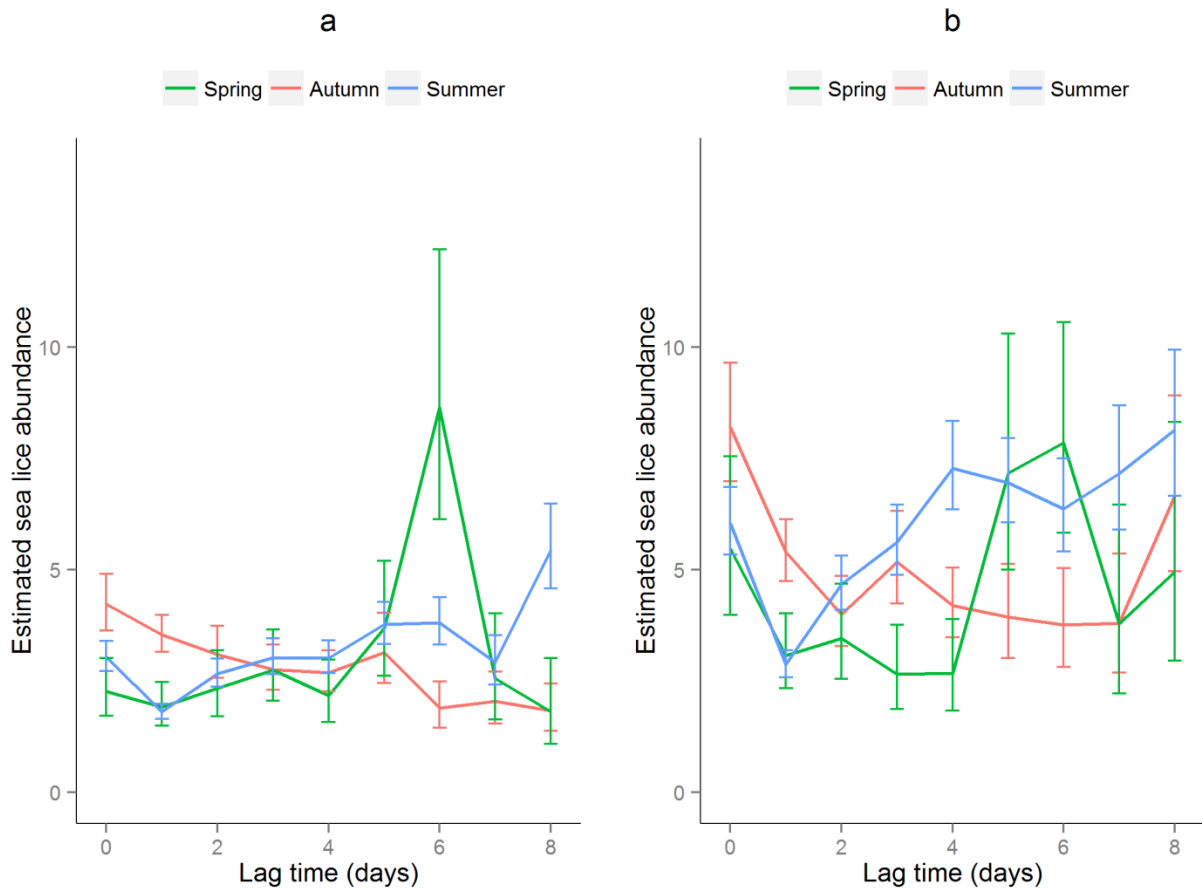 a
Spring Autumn Summer
Estimated sea lice abundance
10
5
0
0 2 4 6 8
Lag time (days)
b
Spring Autumn Summer
Estimated sea lice abundance
10
5
0
0 2 4 6 8
Lag time (days)